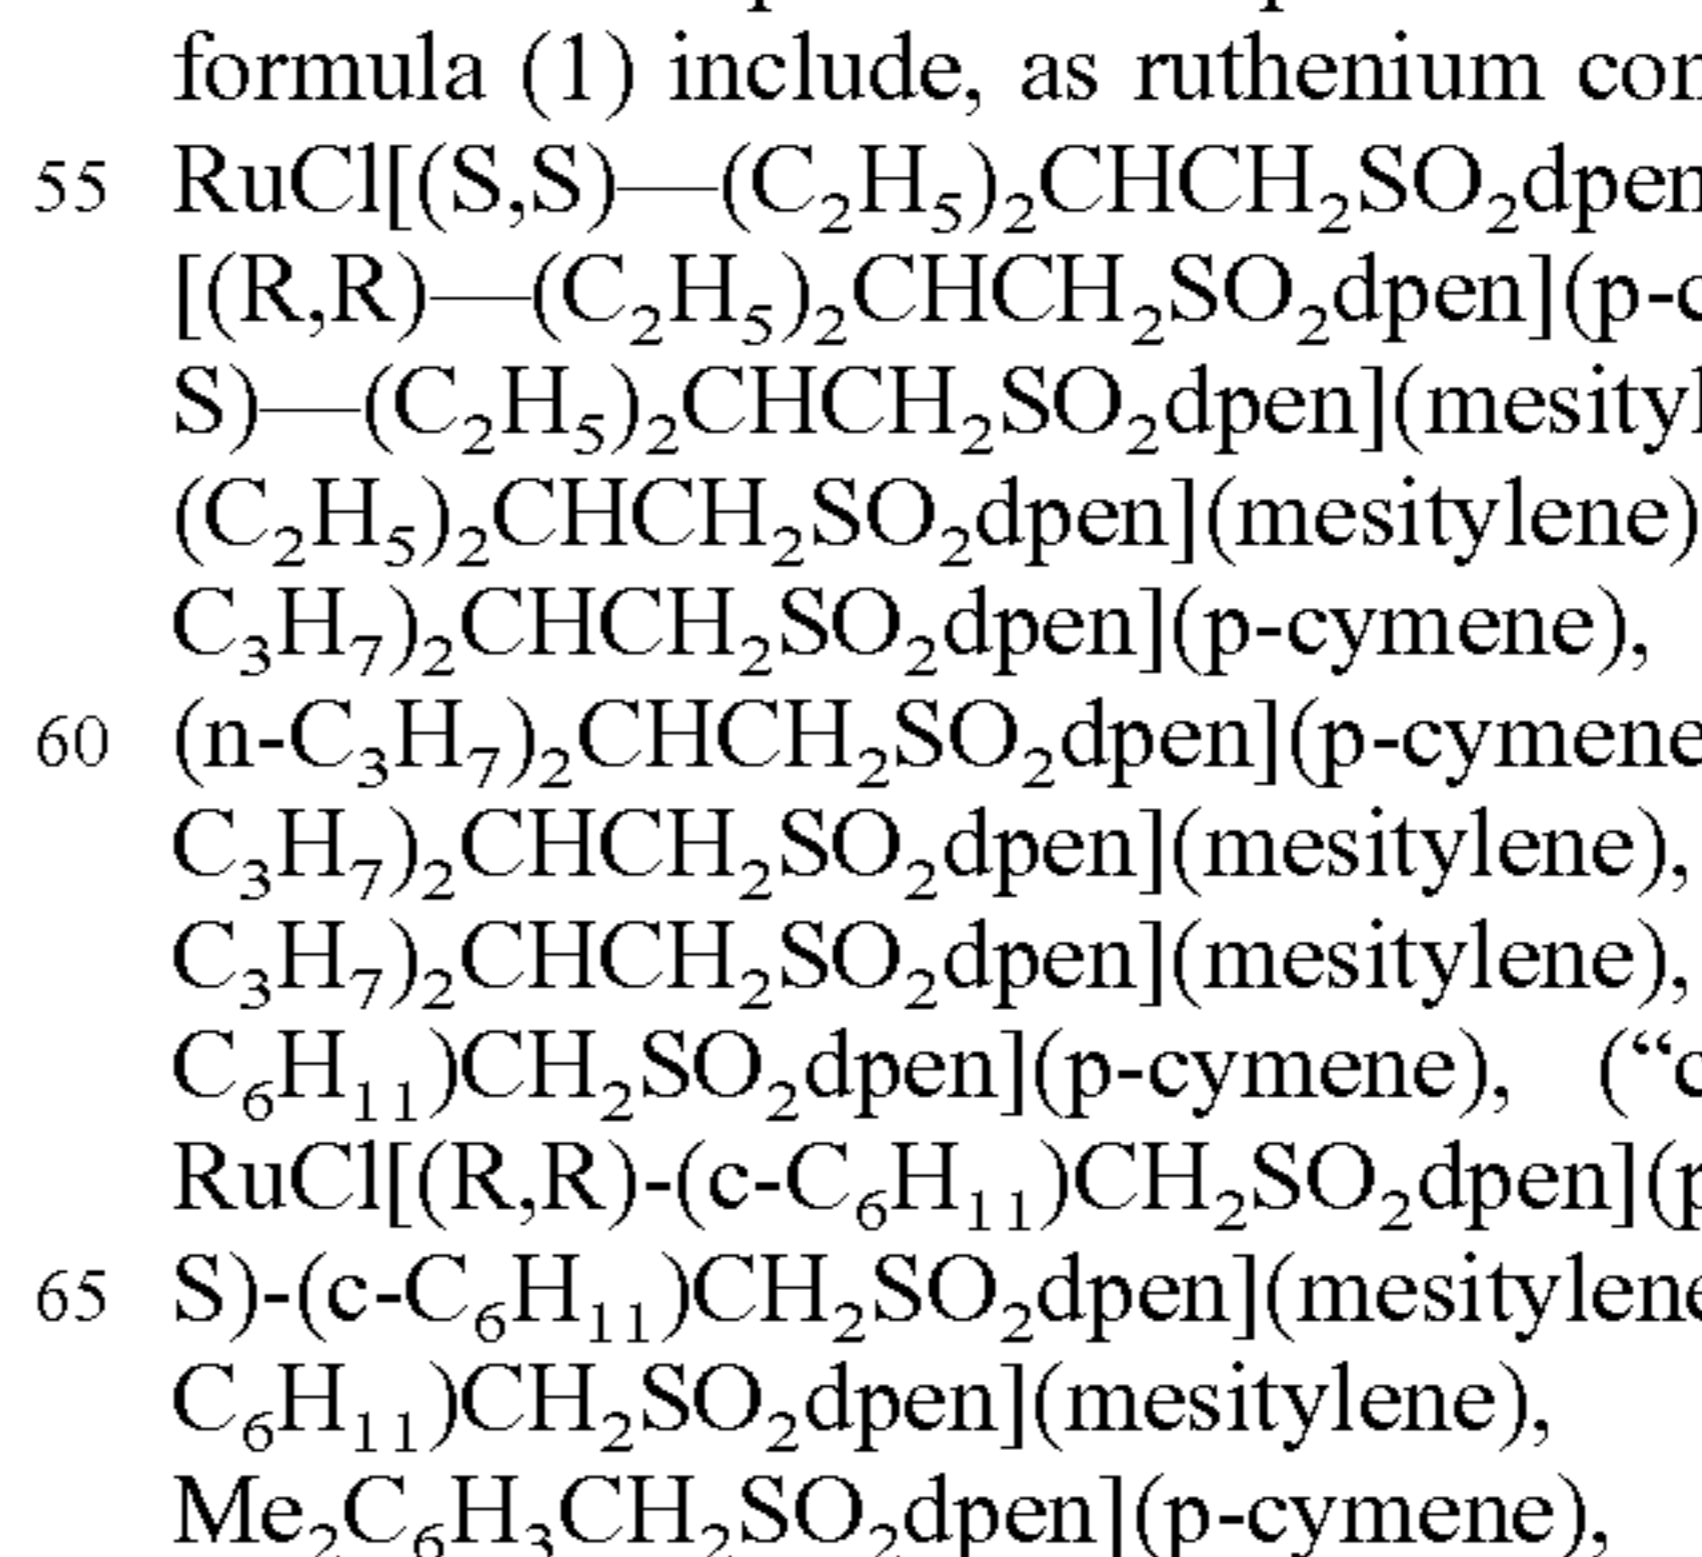 formula (1) include, as ruthenium
55 RuCl[(S,S)—(C₂H₅)₂CHCH₂SO₂dpen
[(R,R)—(C₂H₅)₂CHCH₂SO₂dpen](p-c
S)—(C₂H₅)₂CHCH₂SO₂dpen](mesityl
(C₂H₅)₂CHCH₂SO₂dpen](mesitylene)
C₃H₇)₂CHCH₂SO₂dpen](p-cymene),
60 (n-C₃H₇)₂CHCH₂SO₂dpen](p-cymene
C₃H₇)₂CHCH₂SO₂dpen](mesitylene),
C₃H₇)₂CHCH₂SO₂dpen](mesitylene),
C₆H₁₁)CH₂SO₂dpen](p-cymene), (“c
RuCl[(R,R)-(c-C₆H₁₁)CH₂SO₂dpen](p
65 S)-(c-C₆H₁₁)CH₂SO₂dpen](mesitylene
C₆H₁₁)CH₂SO₂dpen](mesitylene),
Me₂C₆H₃CH₂SO₂dpen](p-cymene),